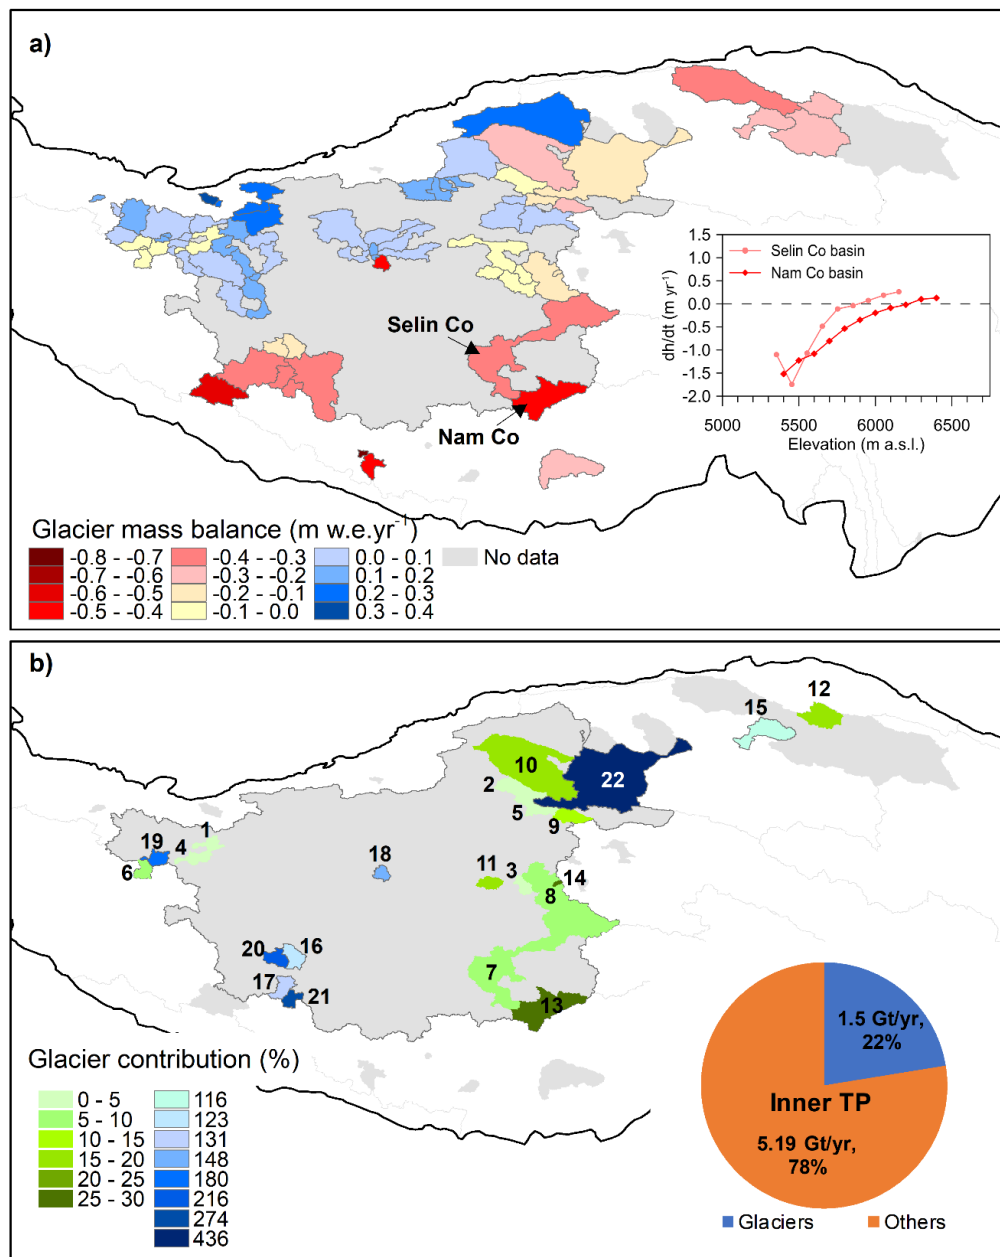 a)
Selin Co
Nam Co
1.5
1.0
0.5
0.0
-0.5
-1.0
-1.5
-2.0
dh/dt (m yr⁻¹)
Selin Co basin
Nam Co basin
5000 5500 6000 6500
Elevation (m a.s.l.)
Glacier mass balance (m w.e.yr⁻¹)
-0.8 - -0.7 -0.4 - -0.3 0.0 - 0.1 No data
-0.7 - -0.6 -0.3 - -0.2 0.1 - 0.2
-0.6 - -0.5 -0.2 - -0.1 0.2 - 0.3
-0.5 - -0.4 -0.1 - 0.0 0.3 - 0.4
b)
12
15
10
22
2
5
9
1
19
4
6
18
11
3
14
8
20
16
7
17
21
13
Glacier contribution (%)
0 - 5 116
5 - 10 123
10 - 15 131
15 - 20 148
20 - 25 180
25 - 30 216
274
436
1.5 Gt/yr,
22%
Inner TP
5.19 Gt/yr,
78%
Glaciers Others